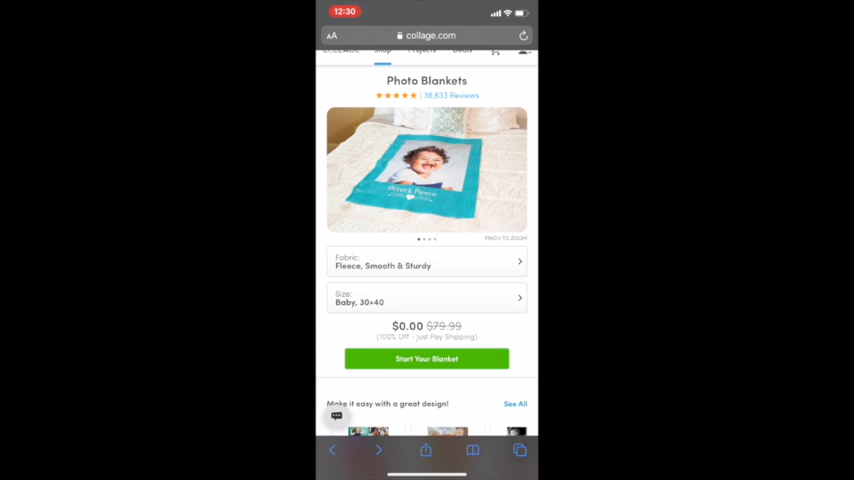 12:30
AA
collage.com
Shop Projects Deals
Photo Blankets
| 38,633 Reviews
Dereck Pierce
PINCH TO ZOOM
Fabric:
Fleece, Smooth & Sturdy
Size:
Baby, 30×40
$0.00 $79.99
(100% Off - Just Pay Shipping)
Start Your Blanket
Make it easy with a great design!
See All